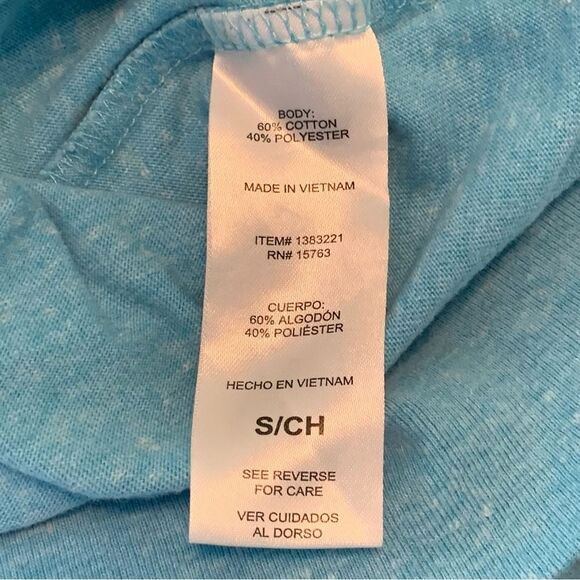 BODY:
60% COTTON
40% POLYESTER
MADE IN VIETNAM
ITEM# 1383221
RN# 15763
CUERPO:
60% ALGODÓN
40% POLIÉSTER
HECHO EN VIETNAM
S/CH
SEE REVERSE
FOR CARE
VER CUIDADOS
AL DORSO